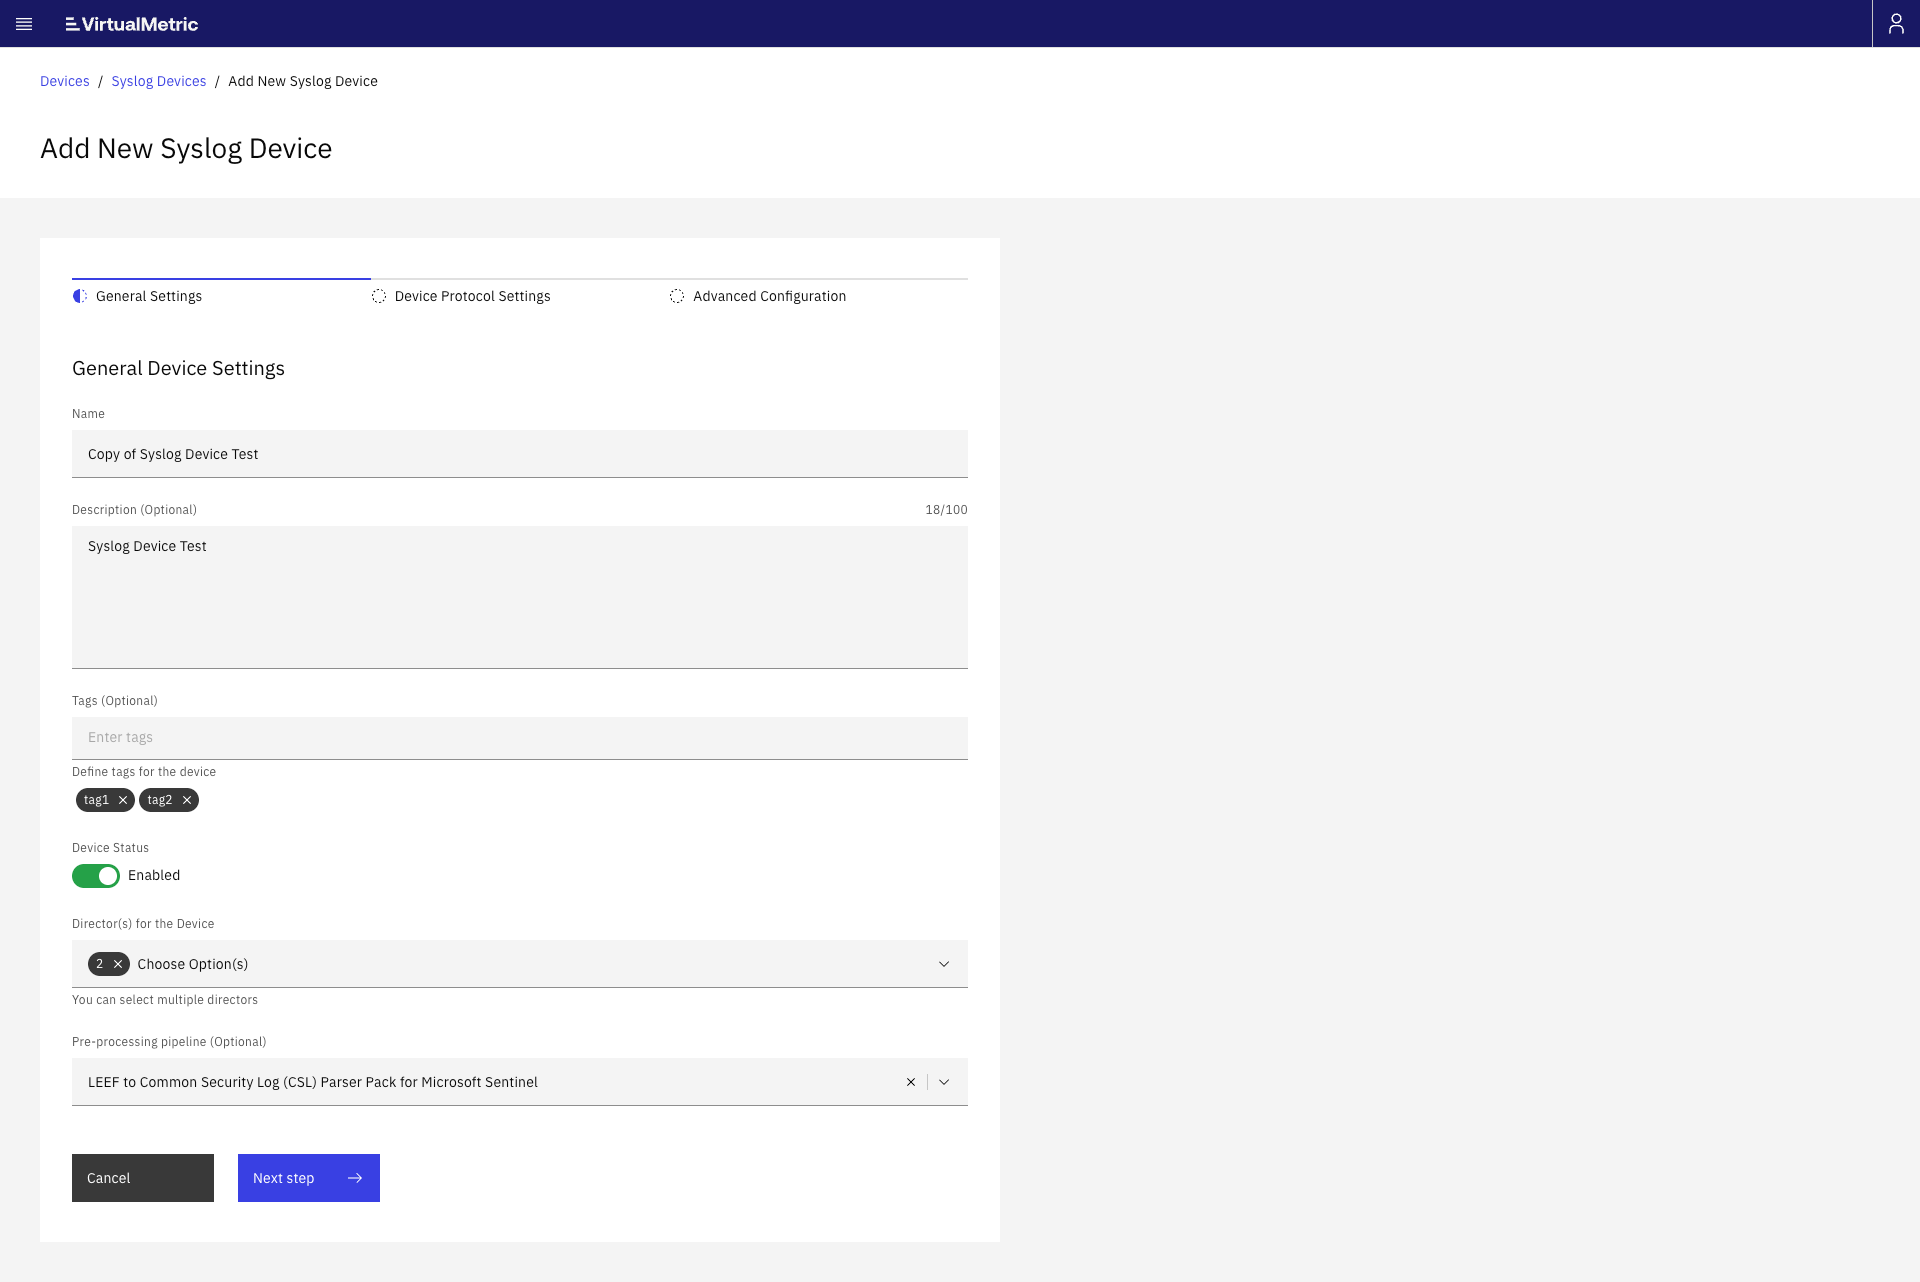 VirtualMetric
Devices / Syslog Devices / Add New Syslog Device
Add New Syslog Device
General Settings
Device Protocol Settings
Advanced Configuration
General Device Settings
Name
Copy of Syslog Device Test
Description (Optional) 18/100
Syslog Device Test
Tags (Optional)
Enter tags
Define tags for the device
tag1 tag2
Device Status
Enabled
Director(s) for the Device
2 Choose Option(s)
You can select multiple directors
Pre-processing pipeline (Optional)
LEEF to Common Security Log (CSL) Parser Pack for Microsoft Sentinel
Cancel
Next step